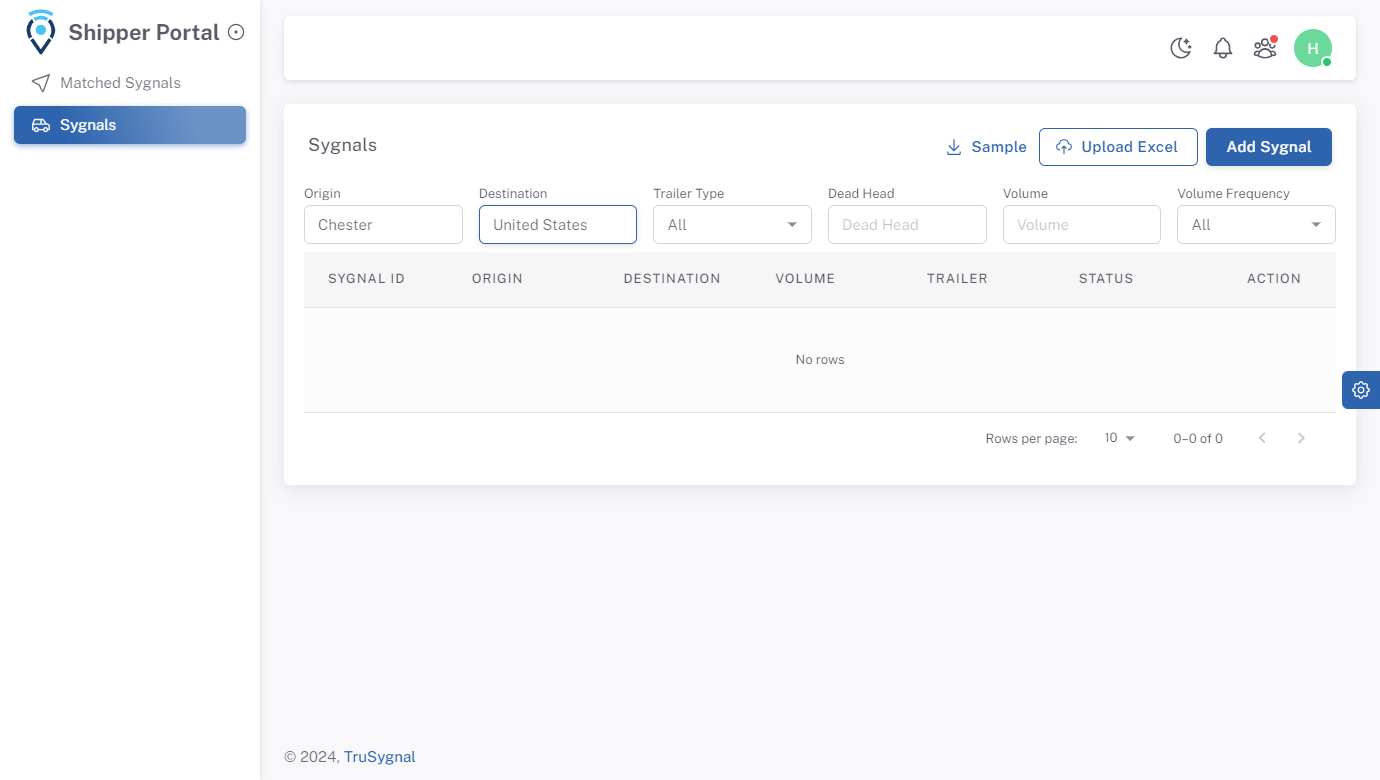 Shipper Portal
Matched Sygnals
Sygnals
H
Sygnals
Sample
Upload Excel
Add Sygnal
Origin
Destination
Trailer Type
Dead Head
Volume
Volume Frequency
Chester
United States
All
Dead Head
Volume
All
SYGNAL ID
ORIGIN
DESTINATION
VOLUME
TRAILER
STATUS
ACTION
No rows
Rows per page:
10
0–0 of 0
© 2024, TruSygnal